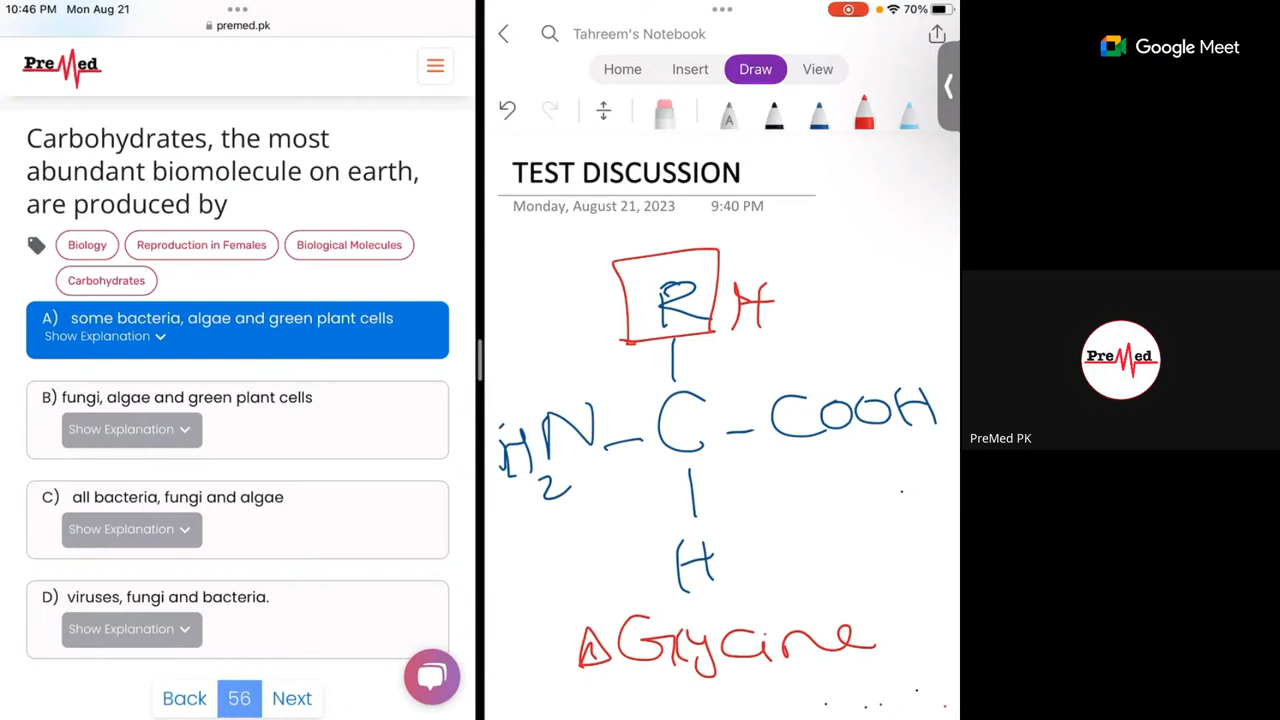 10:46 PM Mon Aug 21
premed.pk
PreMed
Carbohydrates, the most
abundant biomolecule on earth,
are produced by
Biology
Reproduction in Females
Biological Molecules
Carbohydrates
A) some bacteria, algae and green plant cells
Show Explanation
B) fungi, algae and green plant cells
Show Explanation
C) all bacteria, fungi and algae
Show Explanation
D) viruses, fungi and bacteria.
Show Explanation
Back 56 Next
70%
Tahreem's Notebook
Home Insert Draw View
A
TEST DISCUSSION
Monday, August 21, 2023 9:40 PM
R H
H2N - C - COOH
H
Glycine
Google Meet
PreMed
PreMed PK